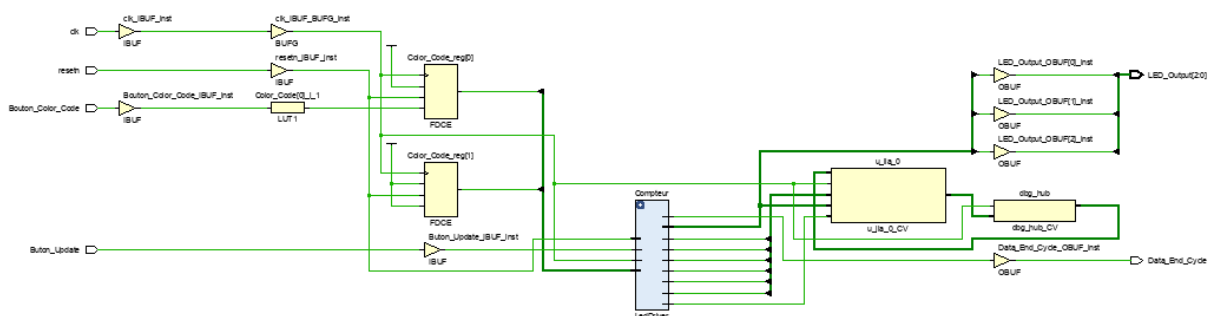 clk_IBUF_inst
clk_IBUF_BUFG_inst
clk
IBUF
BUFG
resetn_IBUF_inst
Color_Code_reg[0]
LED_Output_OBUF[0]_inst
resetn
IBUF
LED_Output[2:0]
OBUF
Bouton_Color_Code_IBUF_inst
Color_Code[0]_i_1
Bouton_Color_Code
LED_Output_OBUF[1]_inst
IBUF
LUT1
FDCE
OBUF
LED_Output_OBUF[2]_inst
Color_Code_reg[1]
u_ila_0
OBUF
Compteur
dbg_hub
FDCE
u_ila_0_CV
dbg_hub_CV
Buton_Update_IBUF_inst
Buton_Update
Data_End_Cycle_OBUF_inst
IBUF
Data_End_Cycle
OBUF
LedDriver